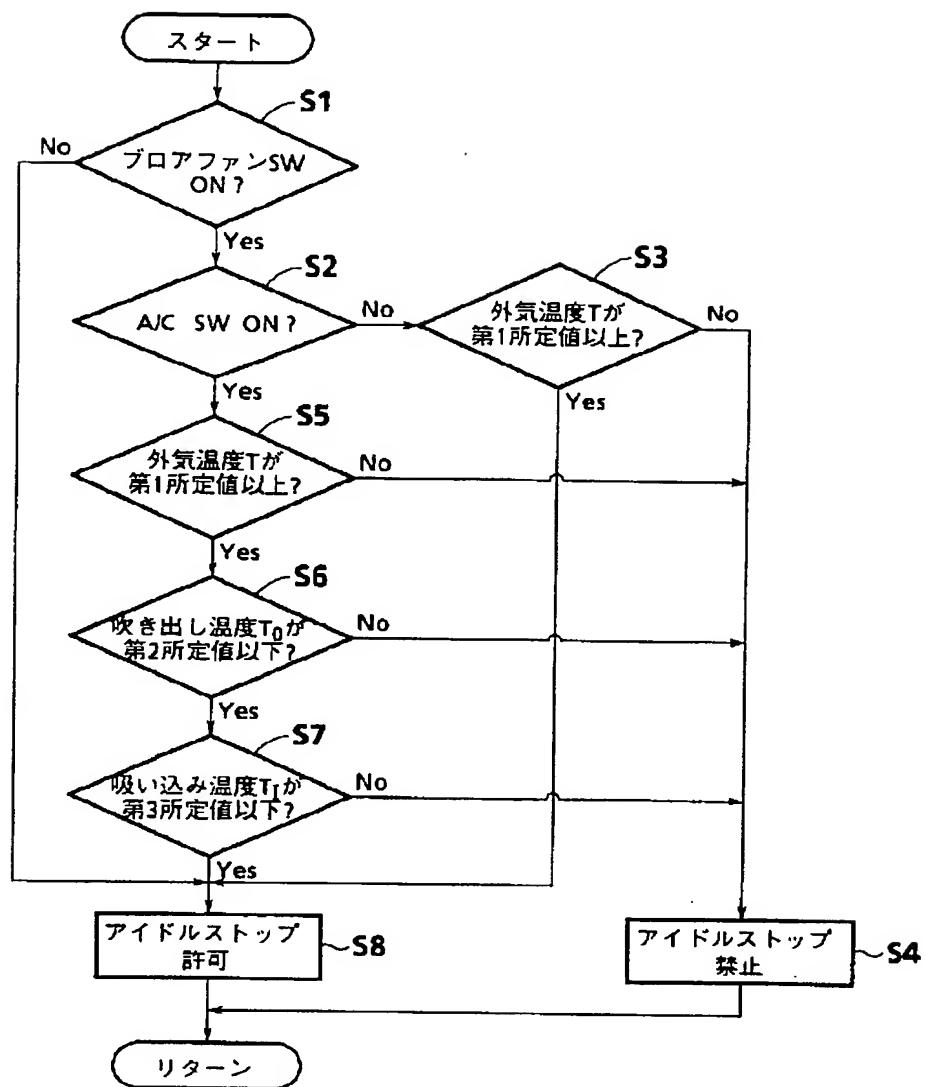 スタート
S1
No
ブロアファンSW
ON?
Yes
S2
A/C SW ON?
No
S3
外気温度Tが
第1所定値以上?
No
Yes
Yes
S5
外気温度Tが
第1所定値以上?
No
Yes
S6
吹き出し温度T0が
第2所定値以下?
No
Yes
S7
吸い込み温度TIが
第3所定値以下?
No
Yes
アイドルストップ
許可
S8
アイドルストップ
禁止
S4
リターン